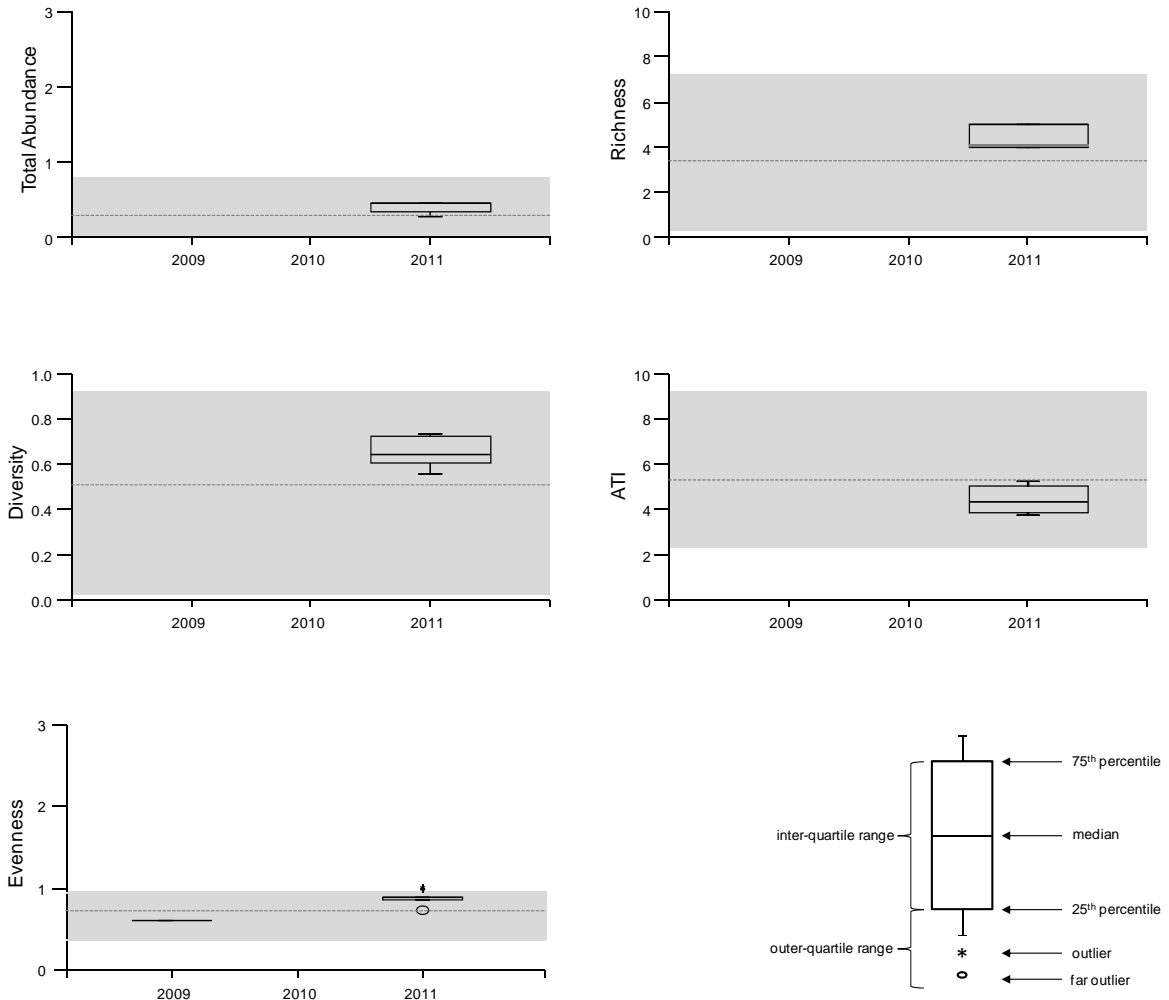 Total Abundance
3
2
1
0
2009 2010 2011
Richness
10
8
6
4
2
0
2009 2010 2011
Diversity
1.0
0.8
0.6
0.4
0.2
0.0
2009 2010 2011
ATI
10
8
6
4
2
0
2009 2010 2011
Evenness
3
2
1
0
2009 2010 2011
75th percentile
inter-quartile range
median
25th percentile
outer-quartile range
outlier
far outlier